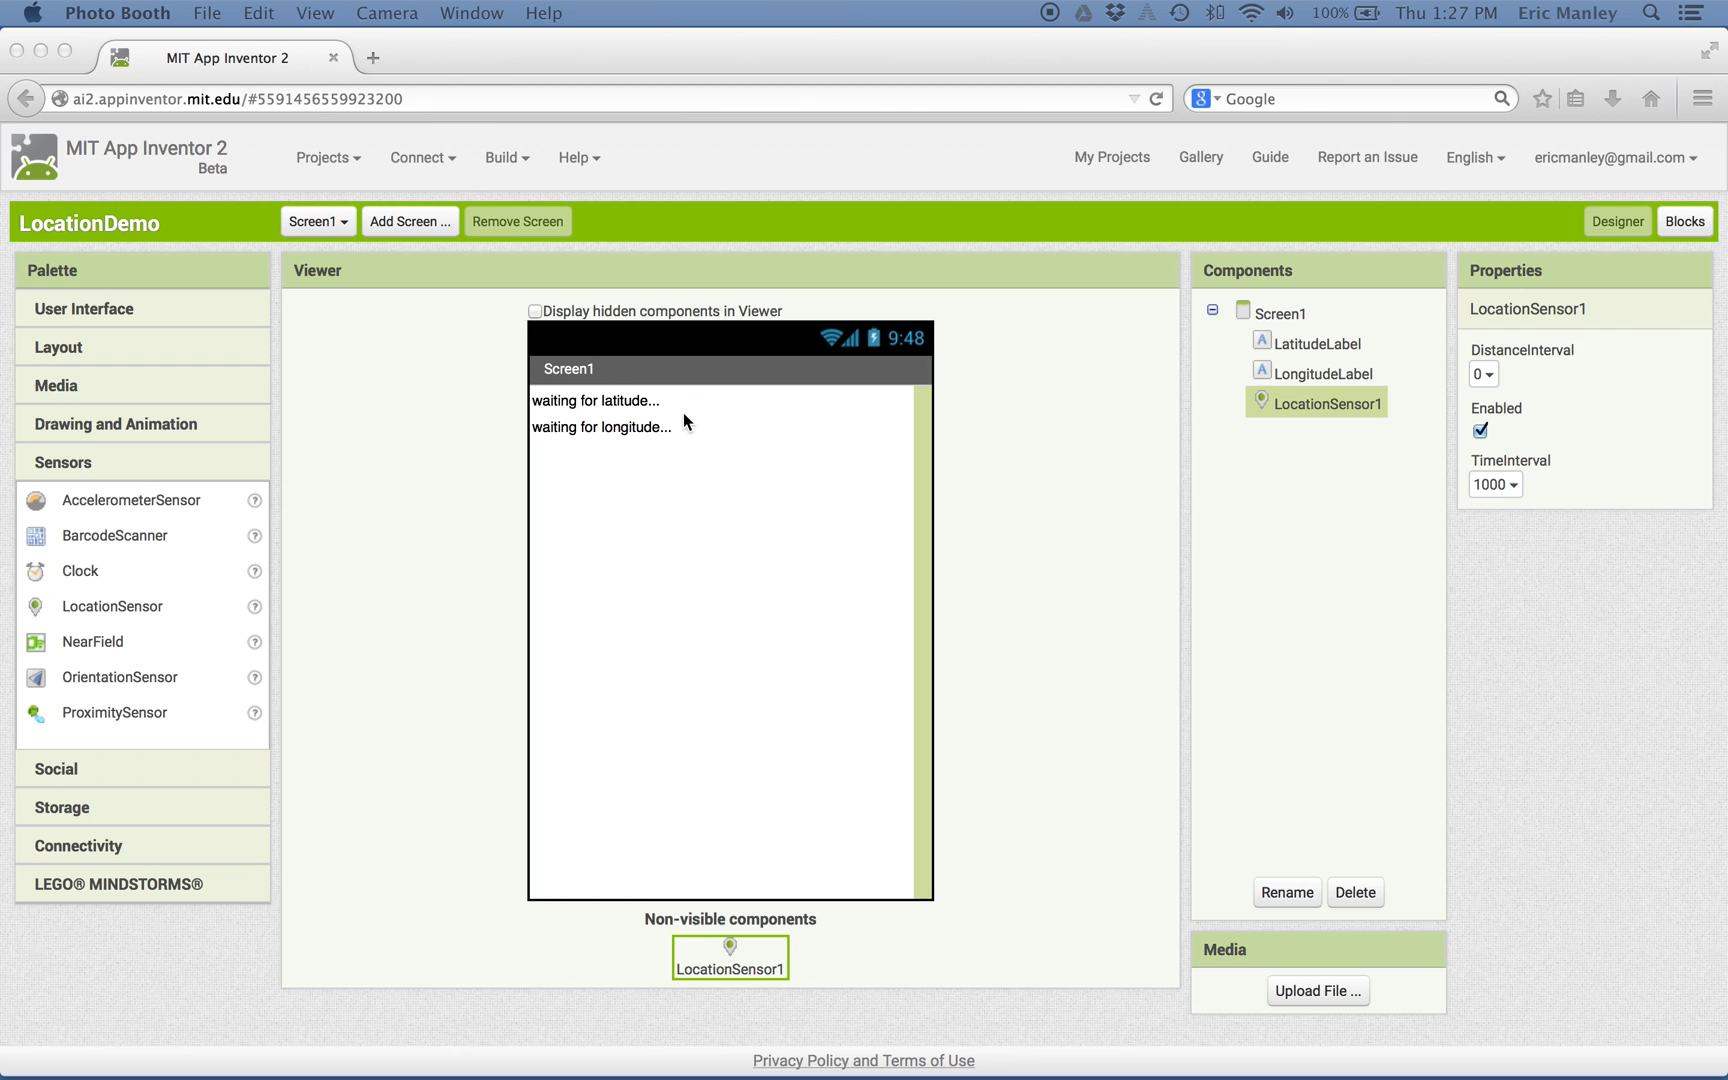 Photo Booth File Edit View Camera Window Help 100% Thu 1:27 PM Eric Manley
MIT App Inventor 2
ai2.appinventor.mit.edu/#5591456559923200
8 Google
MIT App Inventor 2
Beta
Projects Connect Build Help
My Projects Gallery Guide Report an Issue English ericmanley@gmail.com
LocationDemo
Screen1 Add Screen ... Remove Screen
Designer Blocks
Palette
User Interface
Layout
Media
Drawing and Animation
Sensors
AccelerometerSensor ?
BarcodeScanner ?
Clock ?
LocationSensor ?
NearField ?
OrientationSensor ?
ProximitySensor ?
Social
Storage
Connectivity
LEGO® MINDSTORMS®
Viewer
Display hidden components in Viewer
9:48
Screen1
waiting for latitude...
waiting for longitude...
Non-visible components
LocationSensor1
Components
Screen1
A LatitudeLabel
A LongitudeLabel
LocationSensor1
Rename Delete
Media
Upload File ...
Properties
LocationSensor1
DistanceInterval
0
Enabled
TimeInterval
1000
Privacy Policy and Terms of Use